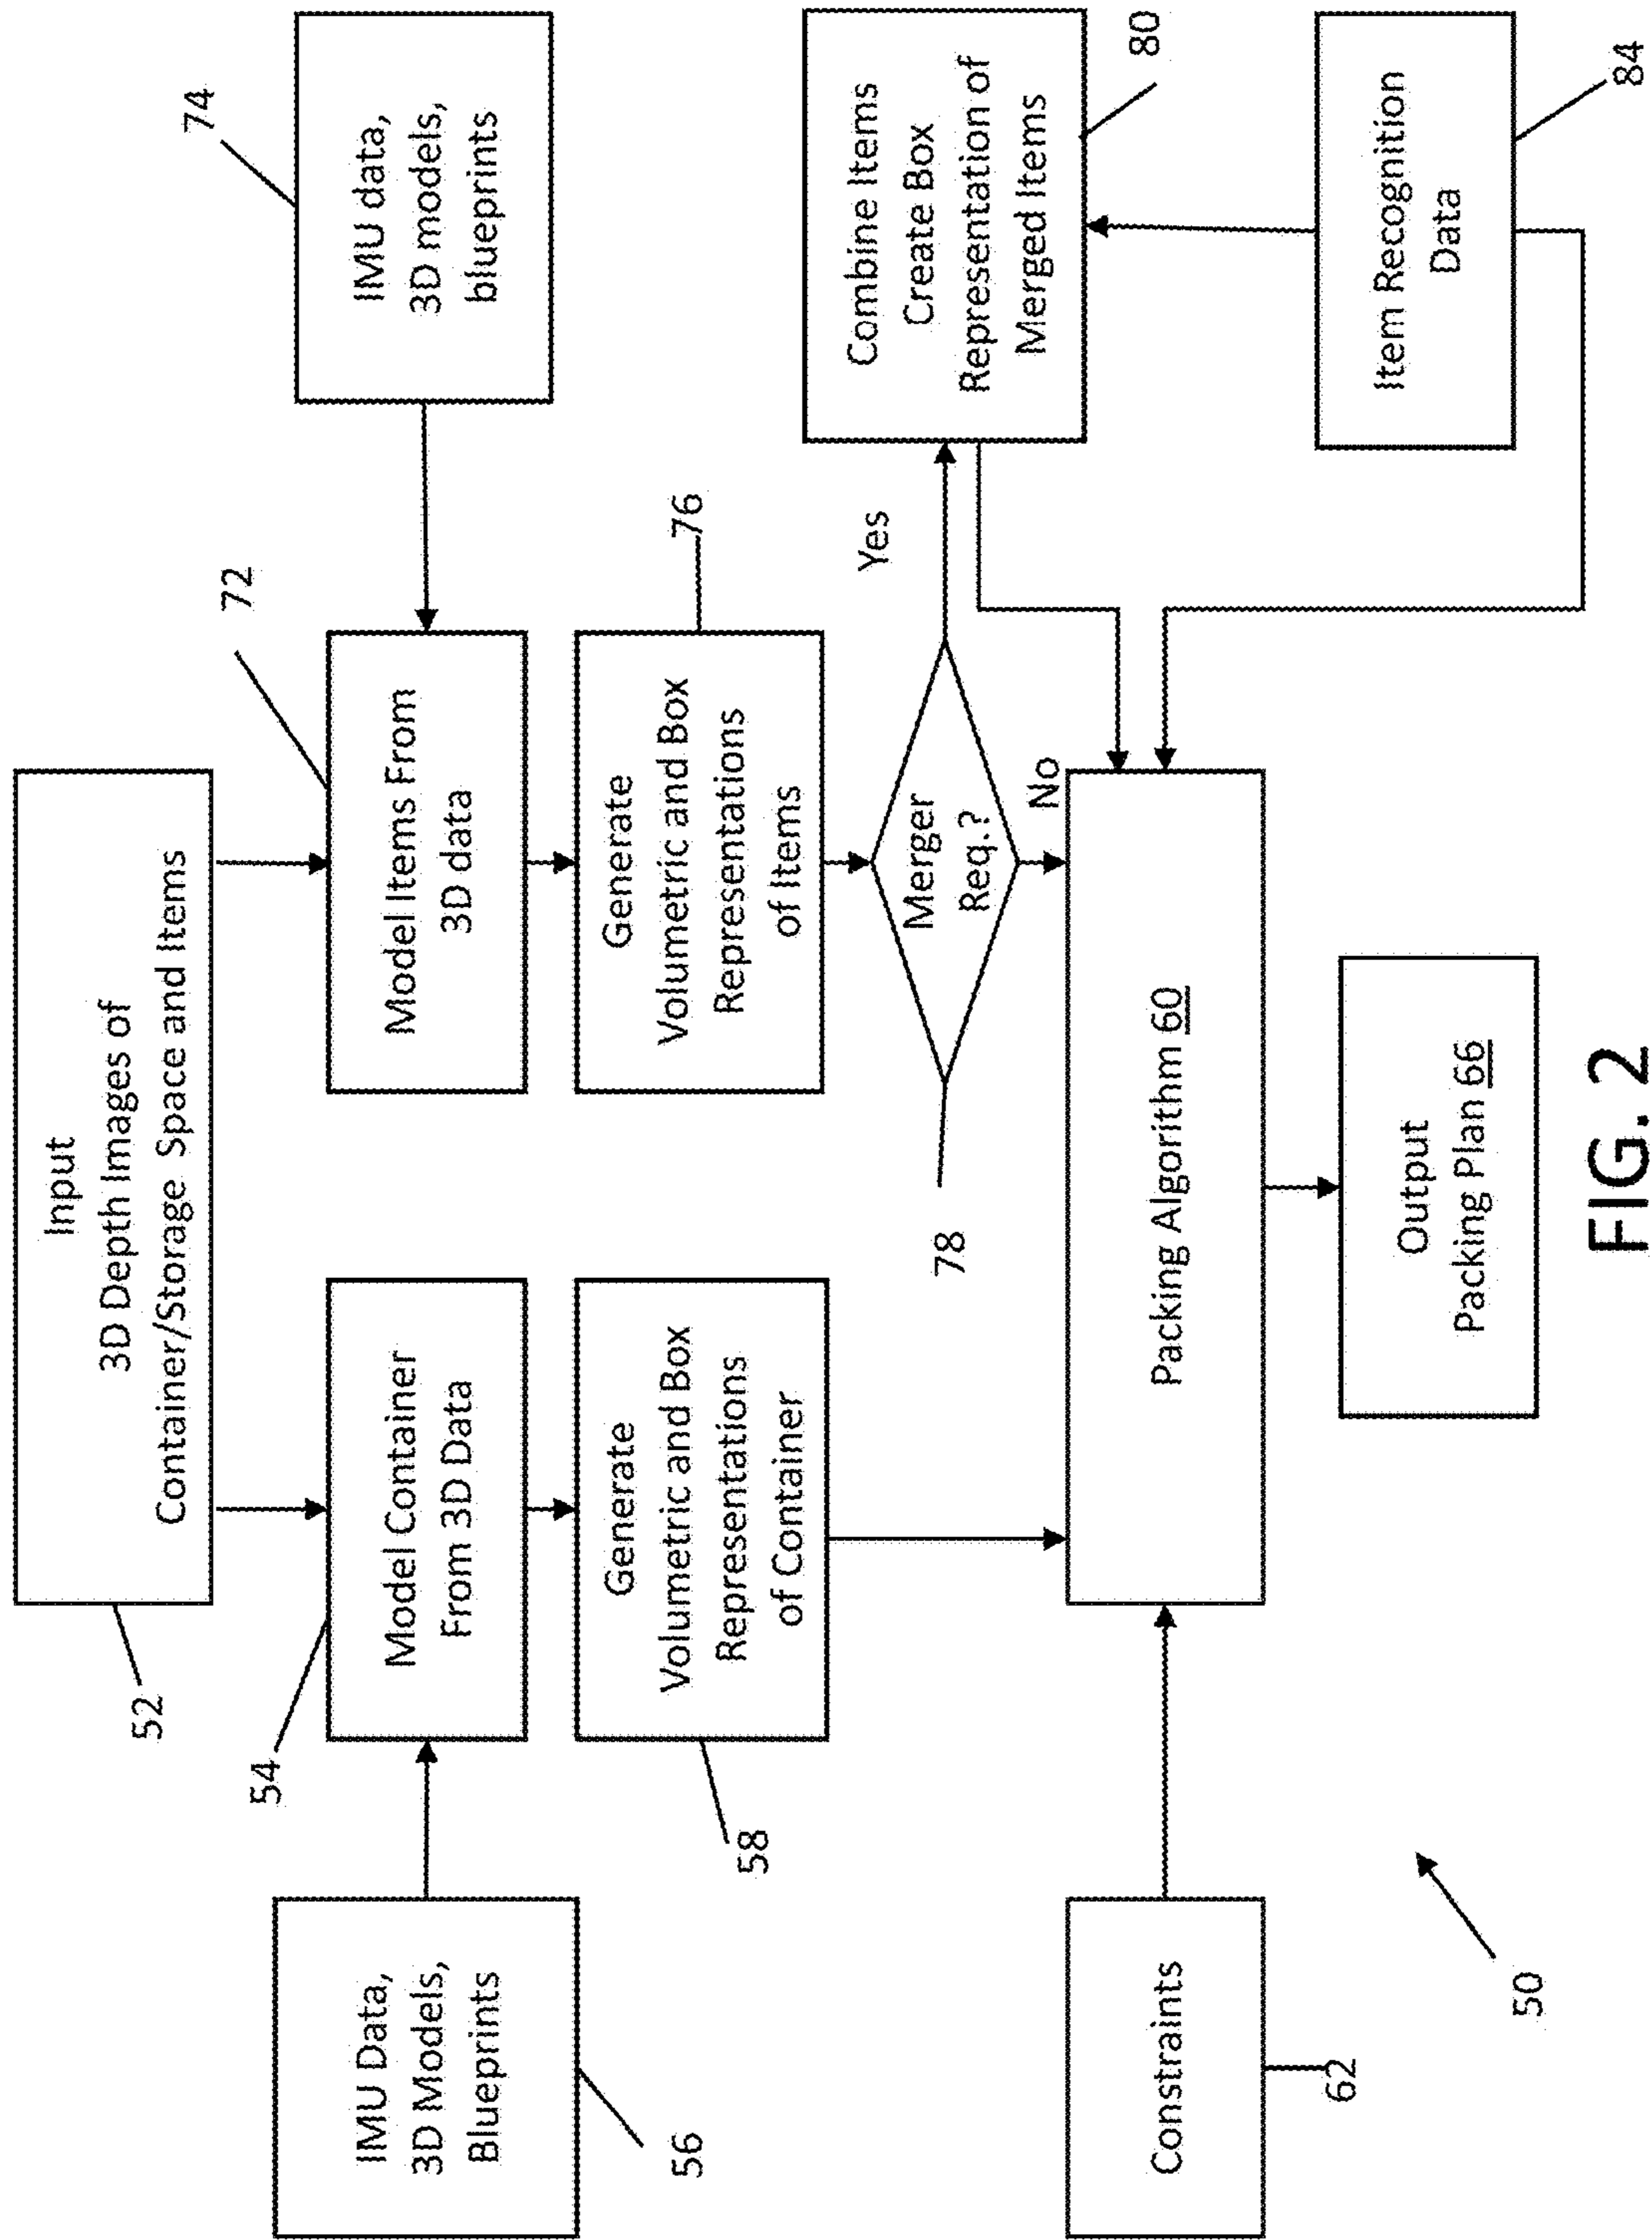 Input
3D Depth Images of
Container/Storage Space and Items
52
IMU Data,
3D Models,
Blueprints
56
54
Model Container
From 3D Data
72
Model Items From
3D data
74
IMU data,
3D models,
blueprints
58
Generate
Volumetric and Box
Representations
of Container
Generate
Volumetric and Box
Representations
of Items
76
78
Merger
Req.?
Yes
No
Combine Items
Create Box
Representation of
Merged Items
80
Constraints
62
Packing Algorithm 60
Item Recognition
Data
84
Output
Packing Plan 66
50
FIG. 2